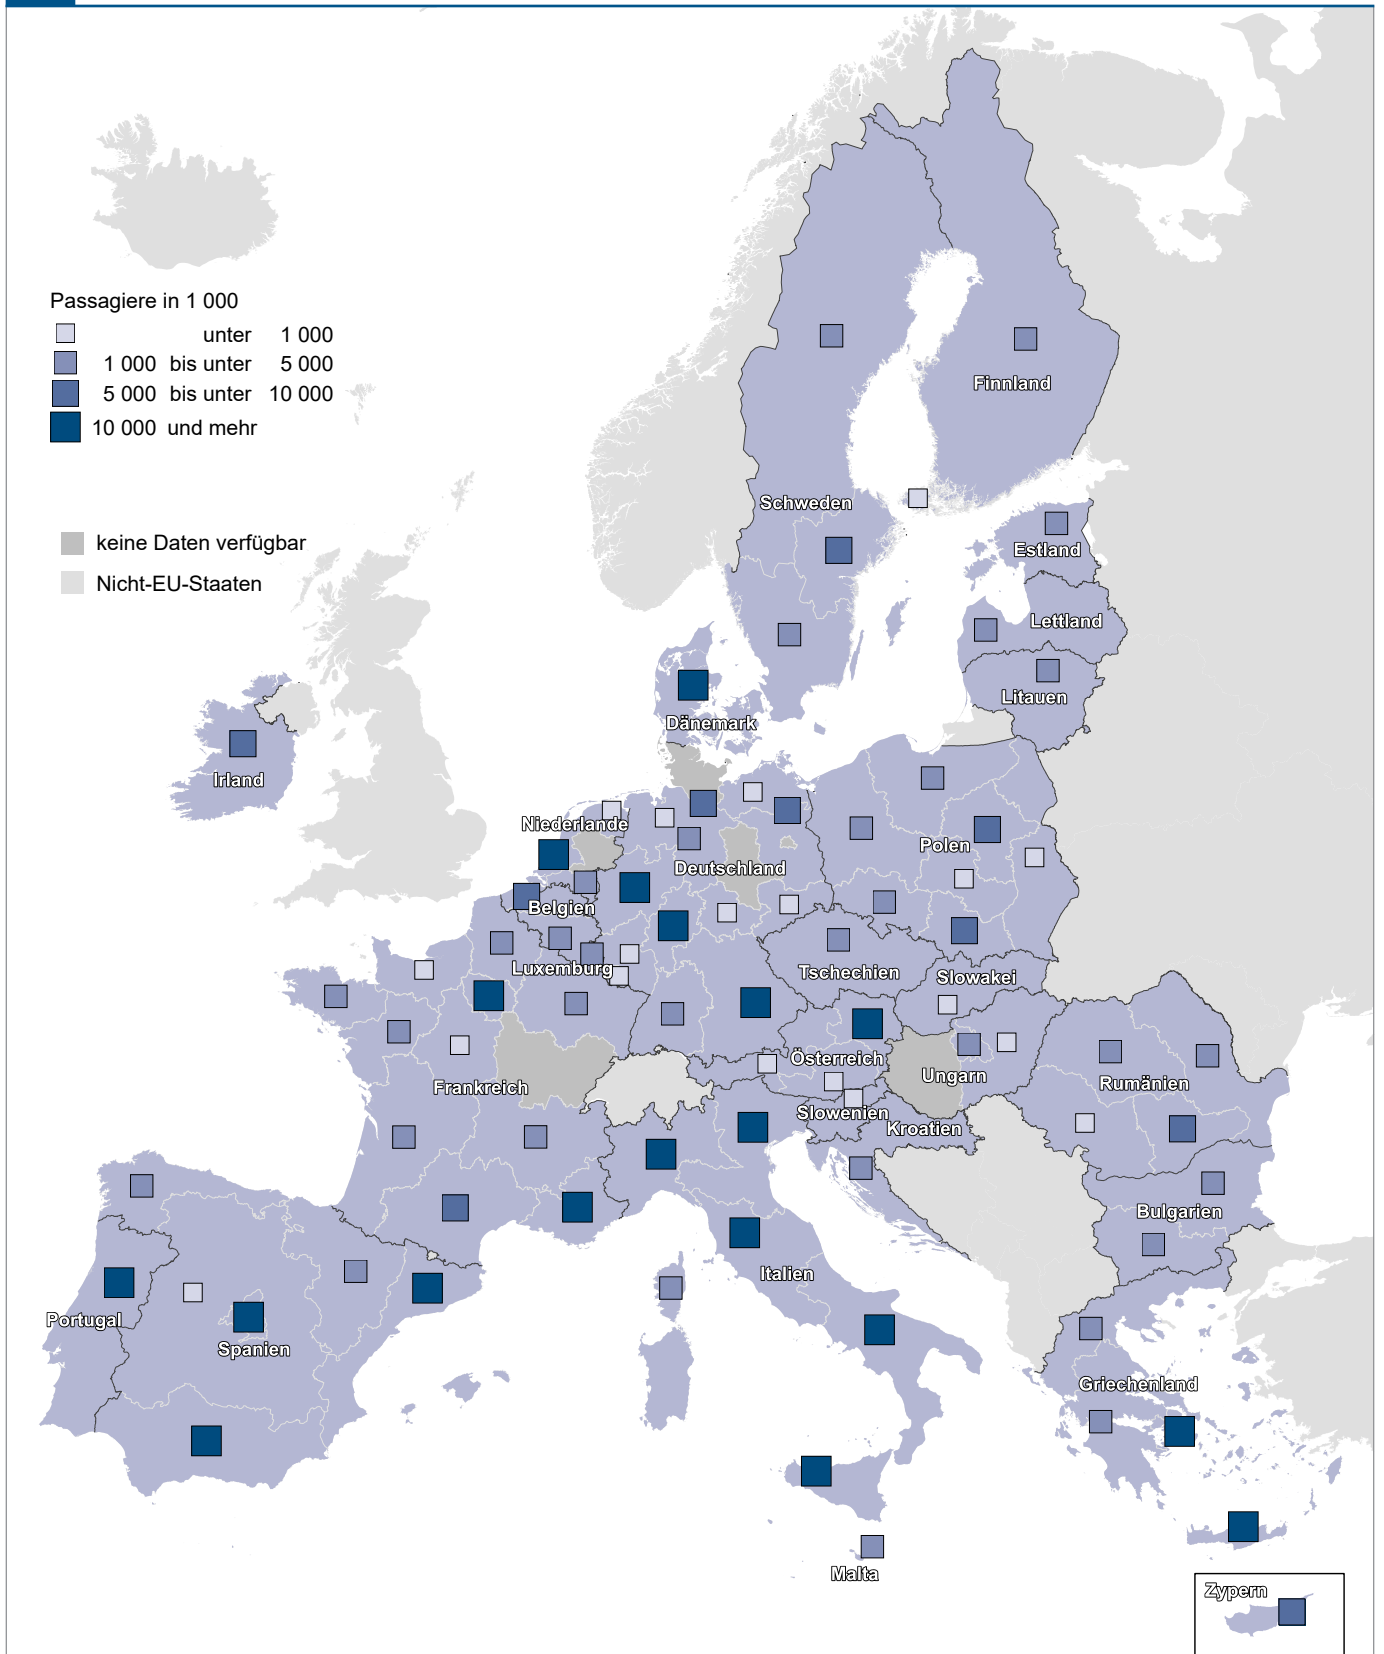 Passagiere in 1 000
unter 1 000
1 000 bis unter 5 000
5 000 bis unter 10 000
10 000 und mehr
keine Daten verfügbar
Nicht-EU-Staaten
Finnland
Schweden
Estland
Lettland
Litauen
Dänemark
Irland
Niederlande
Polen
Deutschland
Belgien
Luxemburg
Tschechien
Slowakei
Österreich
Ungarn
Rumänien
Frankreich
Slowenien
Kroatien
Bulgarien
Italien
Portugal
Spanien
Griechenland
Malta
Zypern